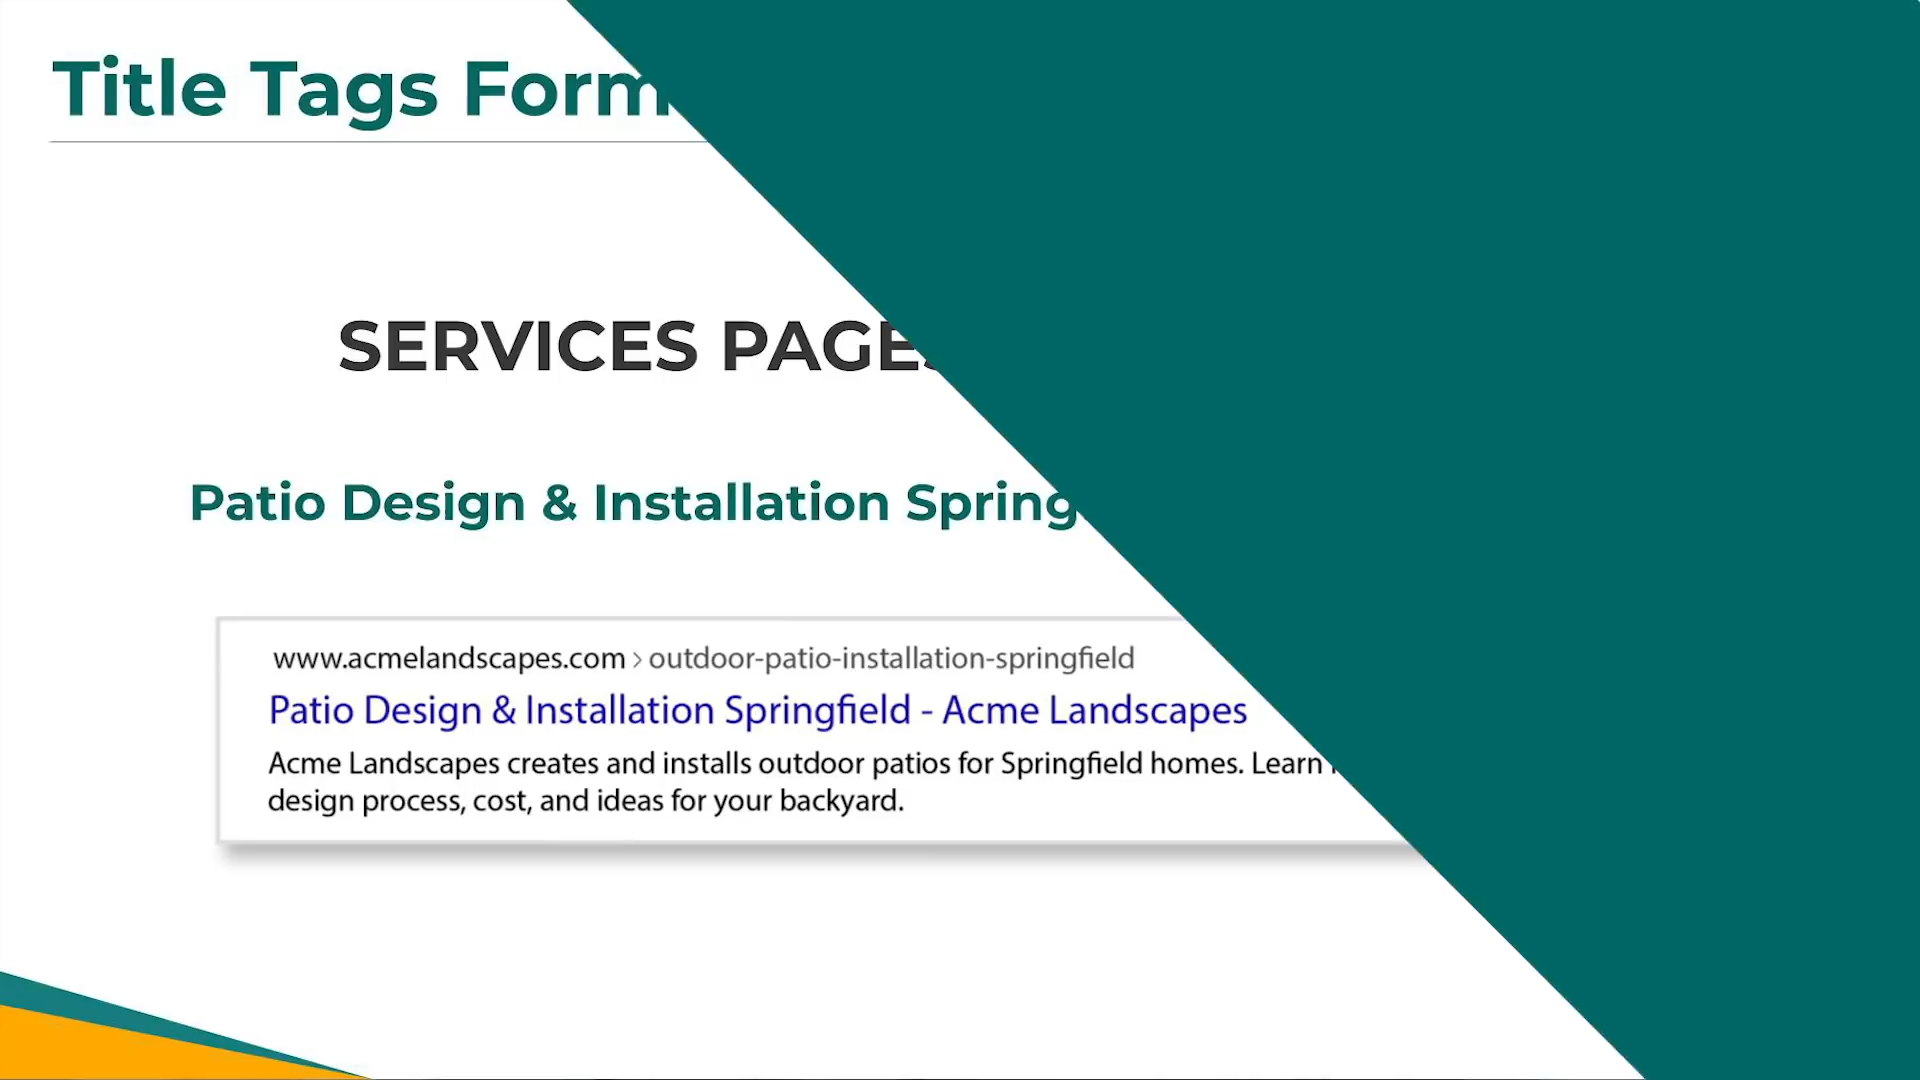 Title Tags Form
SERVICES PAGES
Patio Design & Installation Spring
www.acmelandscapes.com › outdoor-patio-installation-springfield
Patio Design & Installation Springfield - Acme Landscapes
Acme Landscapes creates and installs outdoor patios for Springfield homes. Learn
design process, cost, and ideas for your backyard.